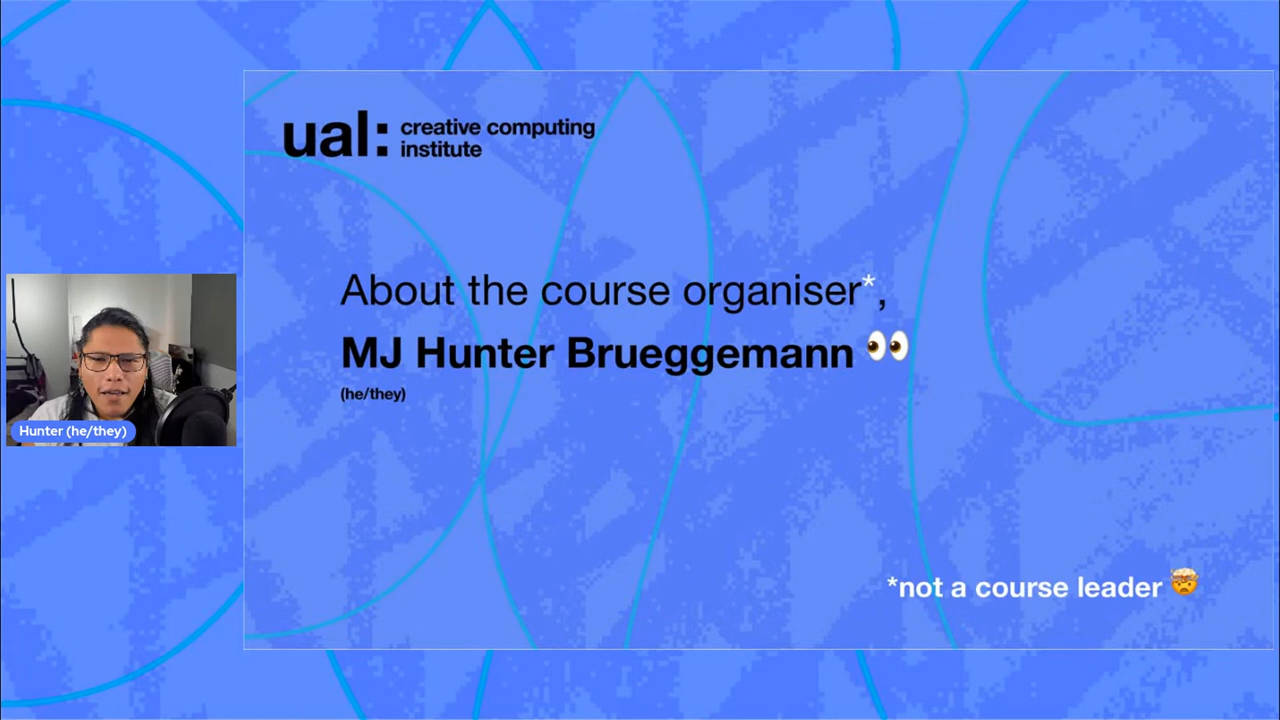 ual: creative computing
institute
About the course organiser*,
MJ Hunter Brueggemann 👀
(he/they)
Hunter (he/they)
*not a course leader 🤯